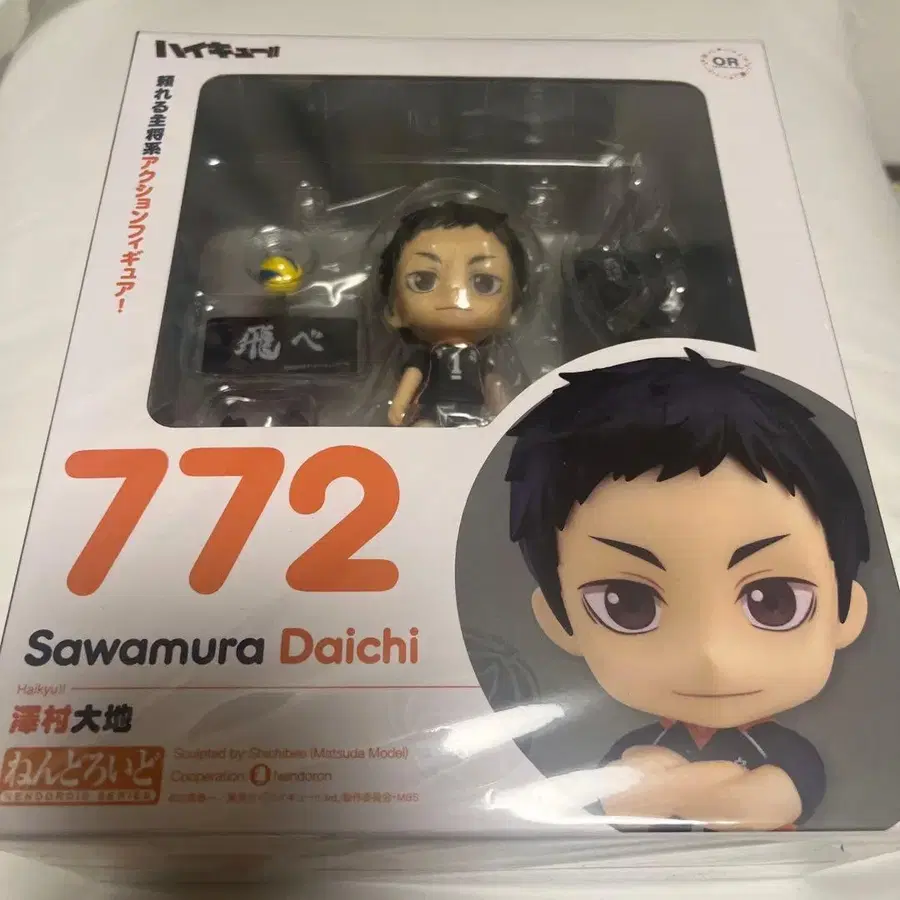 ハイキュー!!
OR
頼れる主将系アクションフィギュア!
飛べ
1
772
Sawamura Daichi
Haikyu!!
澤村大地
ねんどろいど
NENDOROID SERIES
Sculpted by Shichibee (Matsuda Model)
Cooperation: Nendoron